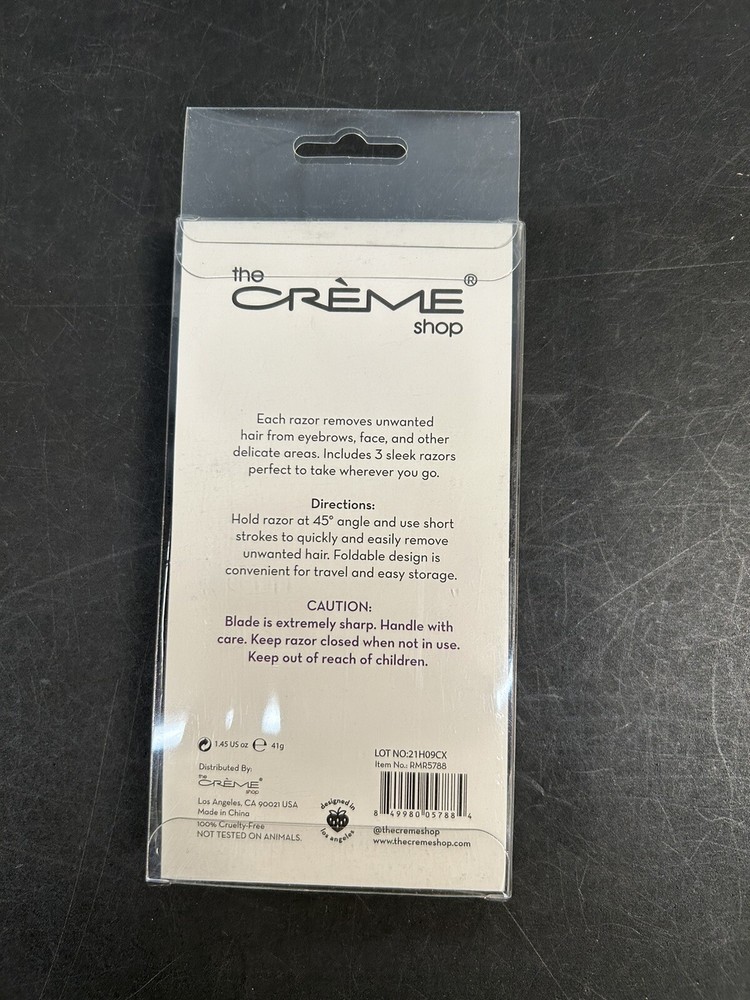 the
CRÈME®
shop
Each razor removes unwanted
hair from eyebrows, face, and other
delicate areas. Includes 3 sleek razors
perfect to take wherever you go.
Directions:
Hold razor at 45° angle and use short
strokes to quickly and easily remove
unwanted hair. Foldable design is
convenient for travel and easy storage.
CAUTION:
Blade is extremely sharp. Handle with
care. Keep razor closed when not in use.
Keep out of reach of children.
1.45 US oz ℮ 41g
Distributed By:
the
CRÈME®
shop
Los Angeles, CA 90021 USA
Made in China
100% Cruelty-Free
NOT TESTED ON ANIMALS.
designed in
los angeles
LOT NO:21H09CX
Item No.: RMR5788
8 49980 05788 4
@thecremeshop
www.thecremeshop.com